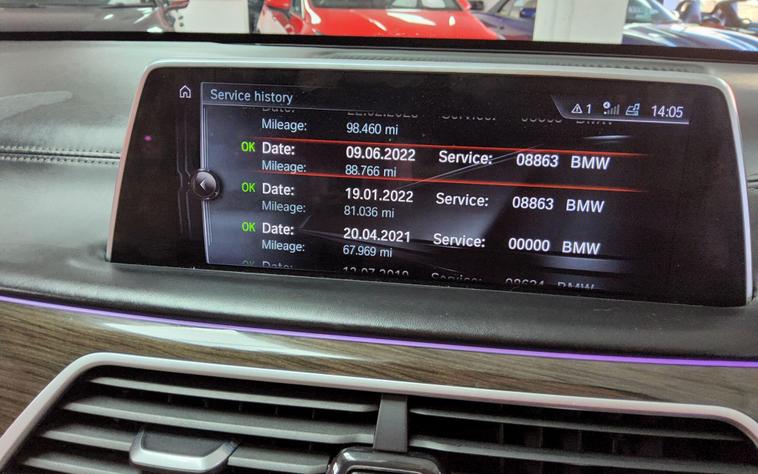 Service history
1
14:05
Mileage: 98.460 mi
OK Date: 09.06.2022 Service: 08863 BMW
Mileage: 88.766 mi
OK Date: 19.01.2022 Service: 08863 BMW
Mileage: 81.036 mi
OK Date: 20.04.2021 Service: 00000 BMW
Mileage: 67.969 mi